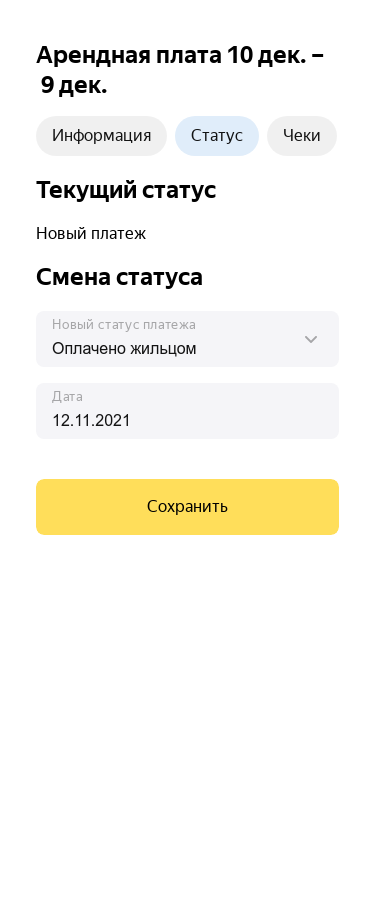 Арендная плата 10 дек. –
9 дек.
Информация
Статус
Чеки
Текущий статус
Новый платеж
Смена статуса
Новый статус платежа
Оплачено жильцом
Дата
12.11.2021
Сохранить